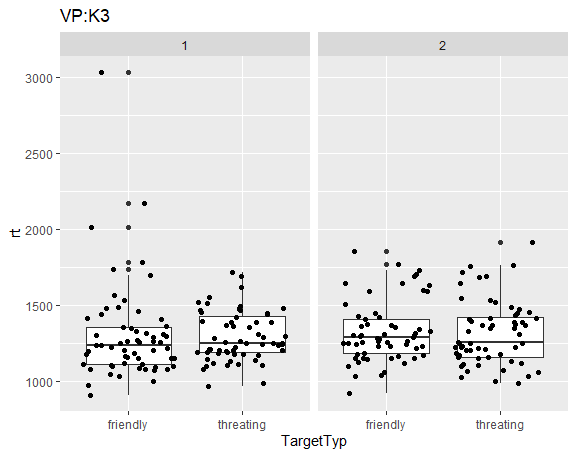 VP:K3
1 2
3000
2500
2000
1500
1000
rt
friendly threating friendly threating
TargetTyp